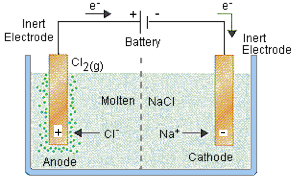 e⁻
+
-
e⁻
Inert
Electrode
Battery
Inert
Electrode
Cl₂(g)
Molten
NaCl
+
Cl⁻
Na⁺
-
Anode
Cathode